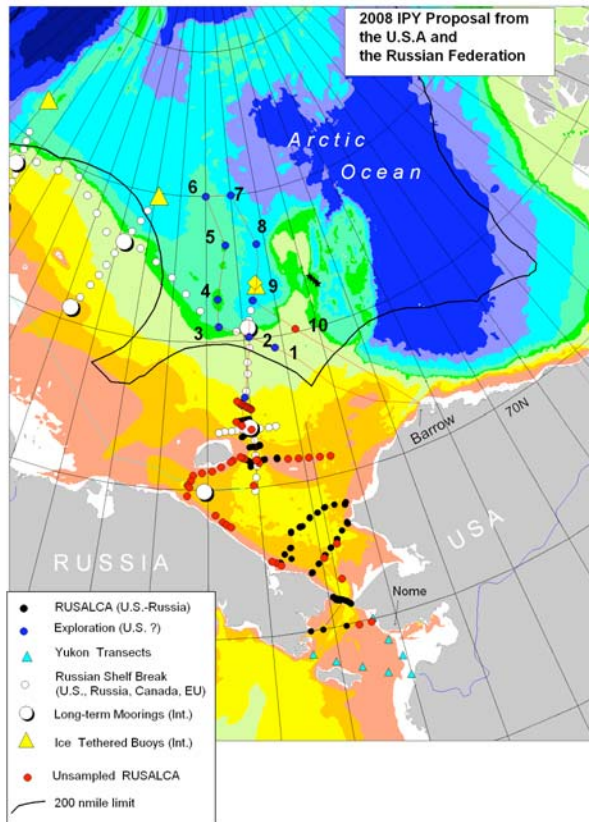 2008 IPY Proposal from
the U.S.A and
the Russian Federation
Arctic
Ocean
6
7
5
8
4
9
3
2
10
1
Barrow
70N
RUSSIA
USA
Nome
RUSALCA (U.S.-Russia)
Exploration (U.S. ?)
Yukon Transects
Russian Shelf Break
(U.S., Russia, Canada, EU)
Long-term Moorings (Int.)
Ice Tethered Buoys (Int.)
Unsampled RUSALCA
200 nmile limit